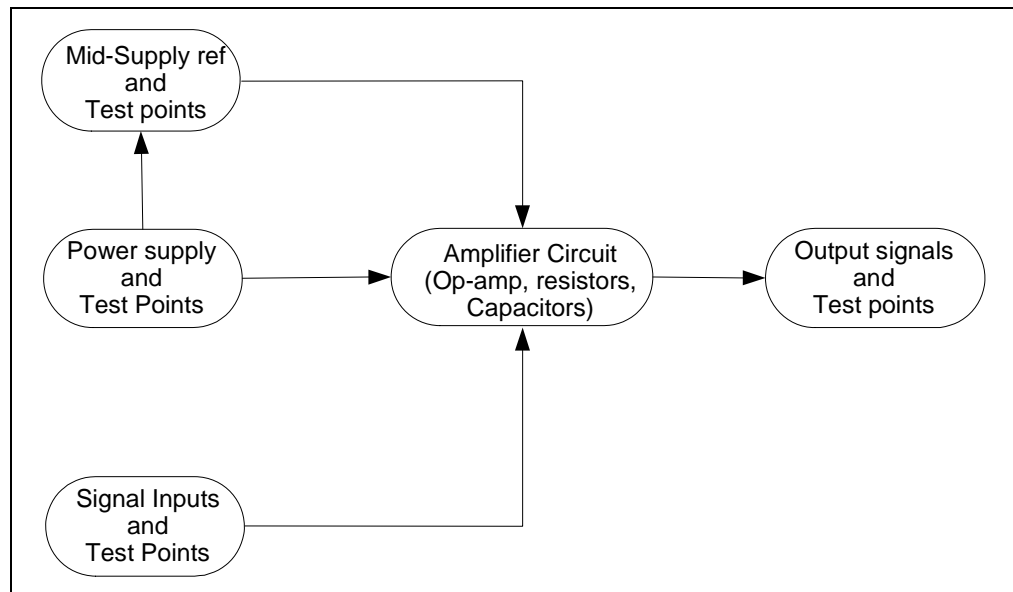 Mid-Supply ref
and
Test points
Power supply
and
Test Points
Amplifier Circuit
(Op-amp, resistors,
Capacitors)
Output signals
and
Test points
Signal Inputs
and
Test Points